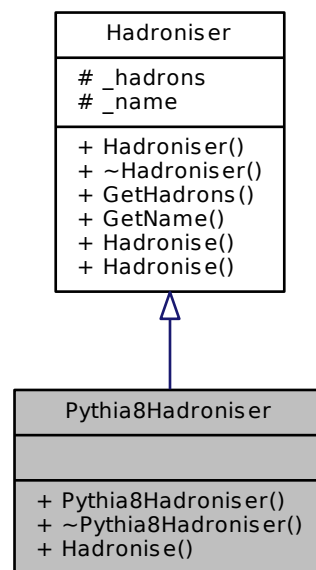 Hadroniser
# _hadrons
# _name
+ Hadroniser()
+ ~Hadroniser()
+ GetHadrons()
+ GetName()
+ Hadronise()
+ Hadronise()
Pythia8Hadroniser
+ Pythia8Hadroniser()
+ ~Pythia8Hadroniser()
+ Hadronise()